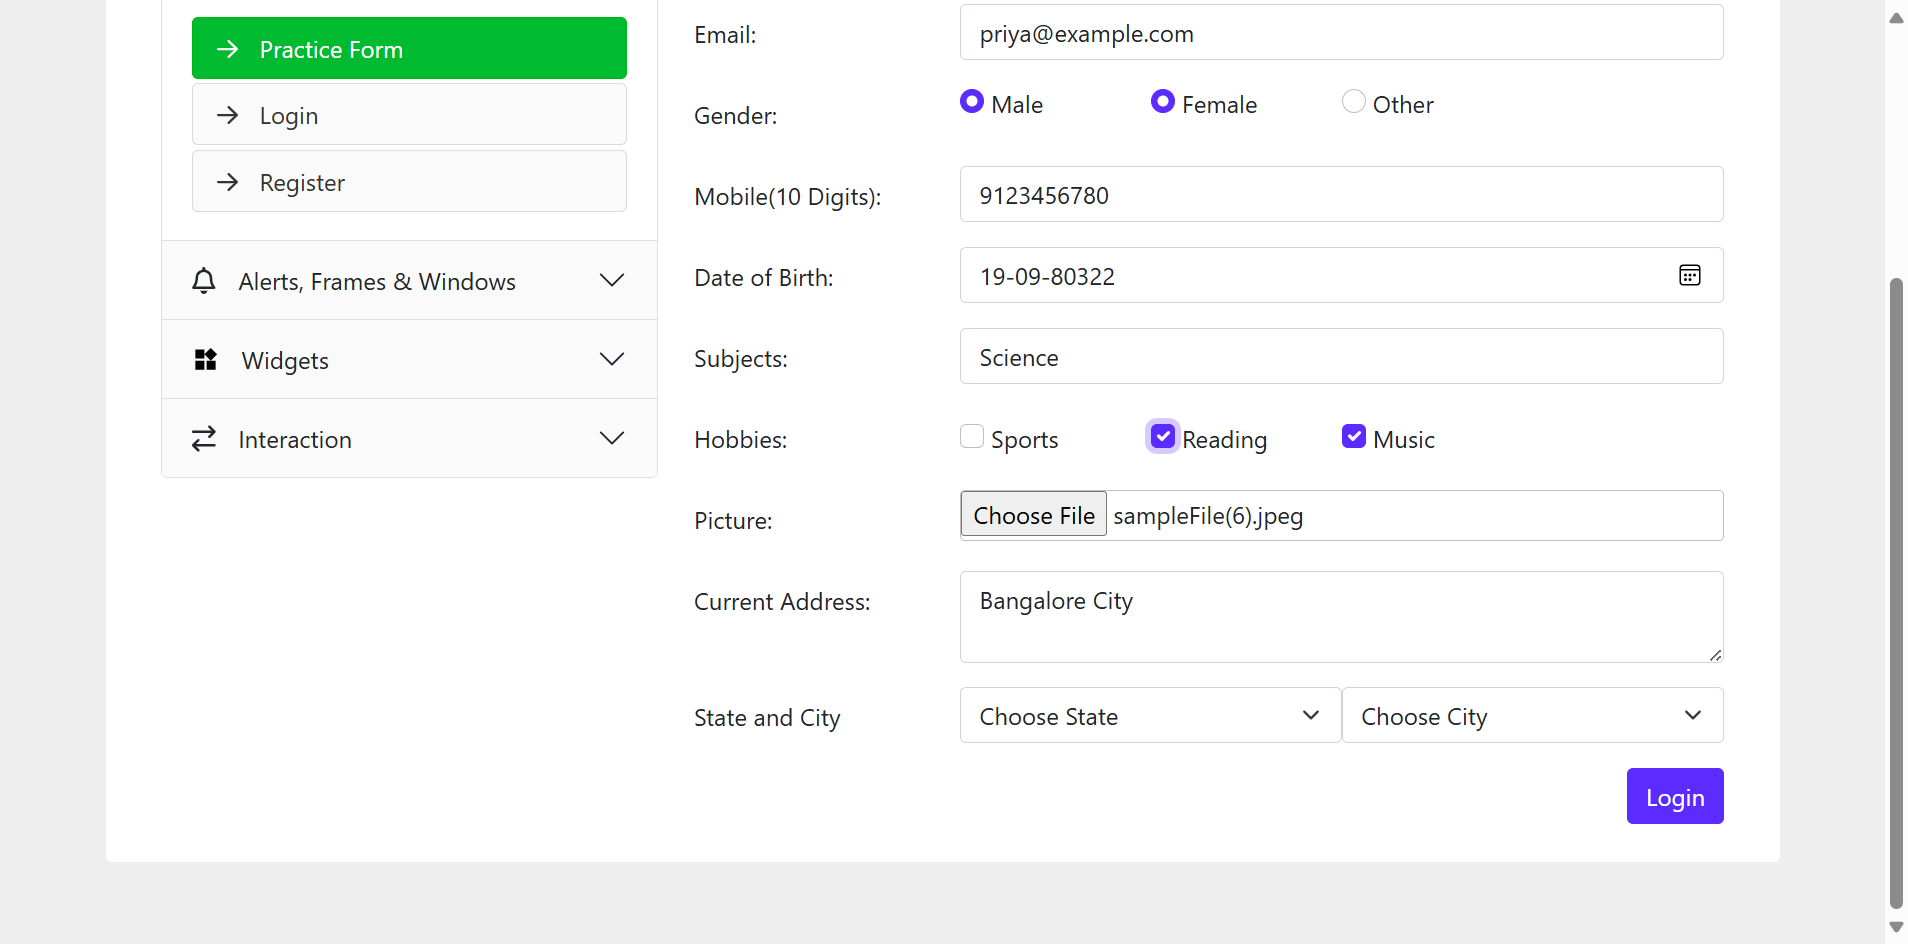 Practice Form
Login
Register
Alerts, Frames & Windows
Widgets
Interaction
Email: priya@example.com
Gender: Male Female Other
Mobile(10 Digits): 9123456780
Date of Birth: 19-09-80322
Subjects: Science
Hobbies: Sports Reading Music
Picture: Choose File sampleFile(6).jpeg
Current Address: Bangalore City
State and City Choose State Choose City
Login